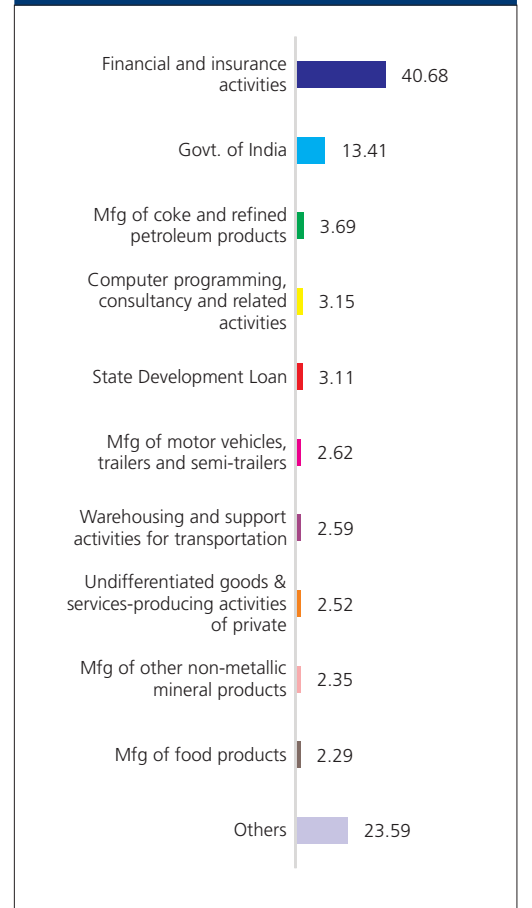 Financial and insurance
activities
40.68
Govt. of India
13.41
Mfg of coke and refined
petroleum products
3.69
Computer programming,
consultancy and related
activities
3.15
State Development Loan
3.11
Mfg of motor vehicles,
trailers and semi-trailers
2.62
Warehousing and support
activities for transportation
2.59
Undifferentiated goods &
services-producing activities
of private
2.52
Mfg of other non-metallic
mineral products
2.35
Mfg of food products
2.29
Others
23.59